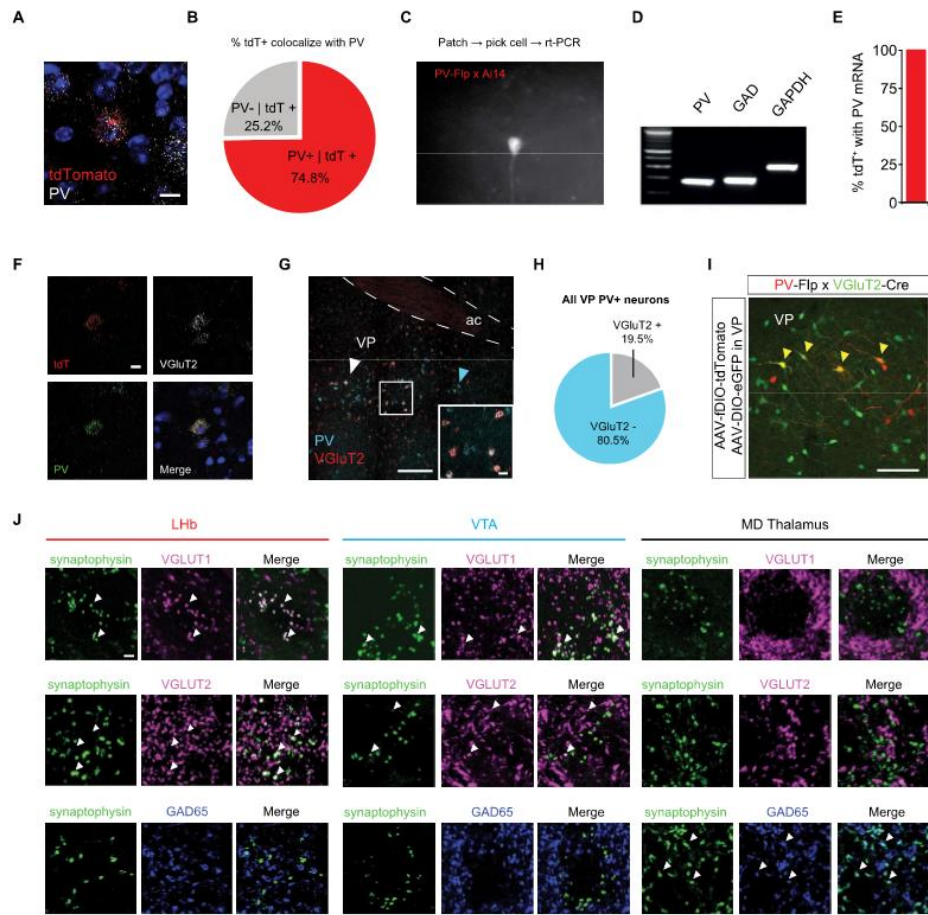 A
tdTomato
PV
B
% tdT+ colocalize with PV
PV- | tdT +
25.2%
PV+ | tdT +
74.8%
C
Patch → pick cell → rt-PCR
PV-Flp x Ai14
D
PV
GAD
GAPDH
E
% tdT+ with PV mRNA
100
75
50
25
0
F
tdT
VGluT2
PV
Merge
G
ac
VP
PV
VGluT2
H
All VP PV+ neurons
VGluT2 +
19.5%
VGluT2 -
80.5%
I
PV-Flp x VGluT2-Cre
AAV-fDIO-tdTomato
AAV-DIO-eGFP in VP
VP
J
LHb
VTA
MD Thalamus
synaptophysin VGLUT1 Merge synaptophysin VGLUT1 Merge synaptophysin VGLUT1 Merge
synaptophysin VGLUT2 Merge synaptophysin VGLUT2 Merge synaptophysin VGLUT2 Merge
synaptophysin GAD65 Merge synaptophysin GAD65 Merge synaptophysin GAD65 Merge